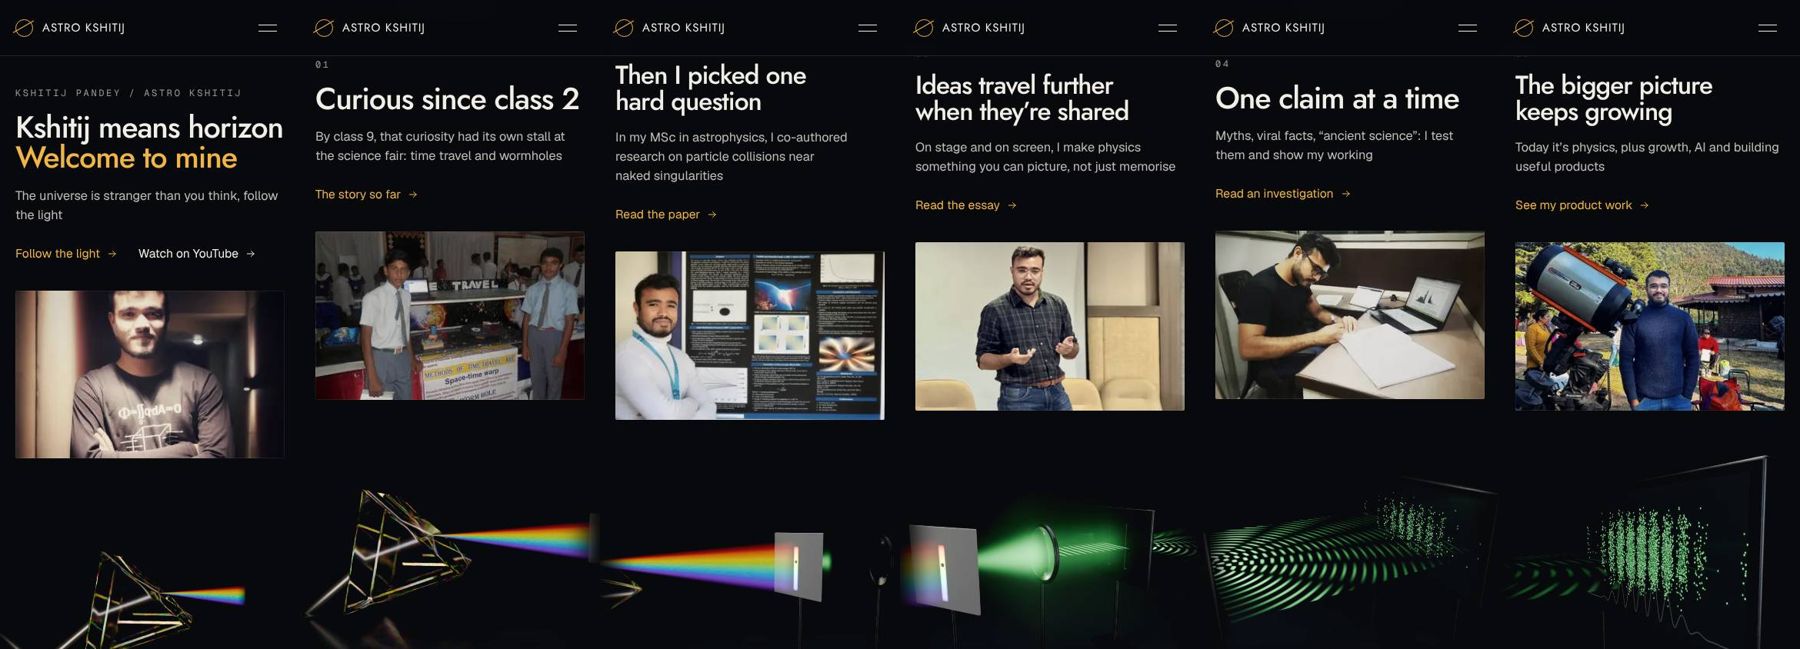 ASTRO KSHITIJ
KSHITIJ PANDEY / ASTRO KSHITIJ
Kshitij means horizon
Welcome to mine
The universe is stranger than you think, follow
the light
Follow the light →
Watch on YouTube →
ASTRO KSHITIJ
01
Curious since class 2
By class 9, that curiosity had its own stall at
the science fair: time travel and wormholes
The story so far →
E TRAVEL
METHODS OF TIME TRAVEL ARE
Space-time warp
ASTRO KSHITIJ
Then I picked one
hard question
In my MSc in astrophysics, I co-authored
research on particle collisions near
naked singularities
Read the paper →
ASTRO KSHITIJ
Ideas travel further
when they’re shared
On stage and on screen, I make physics
something you can picture, not just memorise
Read the essay →
ASTRO KSHITIJ
04
One claim at a time
Myths, viral facts, “ancient science”: I test
them and show my working
Read an investigation →
ASTRO KSHITIJ
The bigger picture
keeps growing
Today it’s physics, plus growth, AI and building
useful products
See my product work →